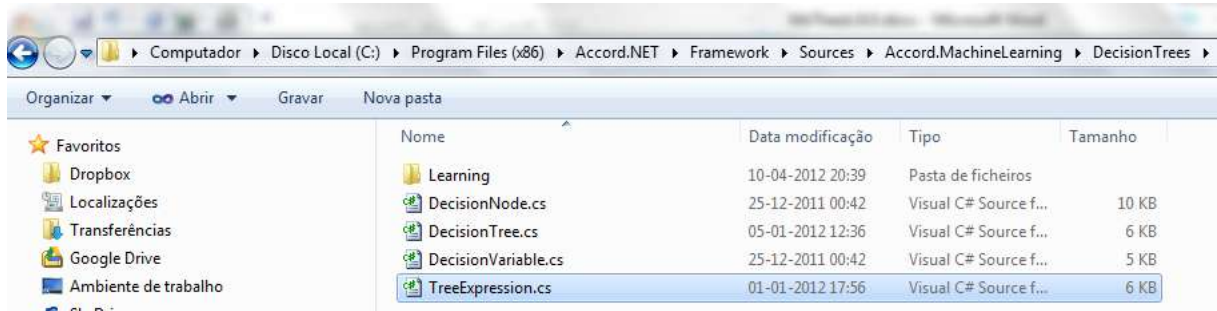 Computador ▸ Disco Local (C:) ▸ Program Files (x86) ▸ Accord.NET ▸ Framework ▸ Sources ▸ Accord.MachineLearning ▸ DecisionTrees ▸
Organizar Abrir Gravar Nova pasta
Nome Data modificação Tipo Tamanho
Favoritos
Dropbox
Localizações
Transferências
Google Drive
Ambiente de trabalho
Learning 10-04-2012 20:39 Pasta de ficheiros
DecisionNode.cs 25-12-2011 00:42 Visual C# Source f... 10 KB
DecisionTree.cs 05-01-2012 12:36 Visual C# Source f... 6 KB
DecisionVariable.cs 25-12-2011 00:42 Visual C# Source f... 5 KB
TreeExpression.cs 01-01-2012 17:56 Visual C# Source f... 6 KB